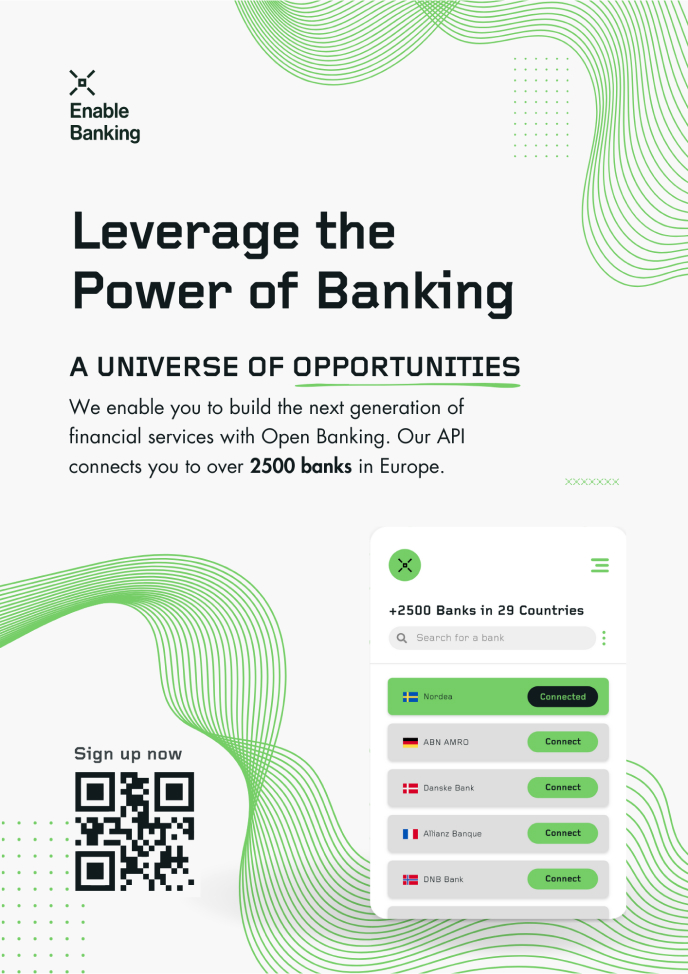 Enable
Banking
Leverage the
Power of Banking
A UNIVERSE OF OPPORTUNITIES
We enable you to build the next generation of
financial services with Open Banking. Our API
connects you to over 2500 banks in Europe.
+2500 Banks in 29 Countries
Search for a bank
Nordea Connected
ABN AMRO Connect
Danske Bank Connect
Allianz Banque Connect
DNB Bank Connect
Sign up now